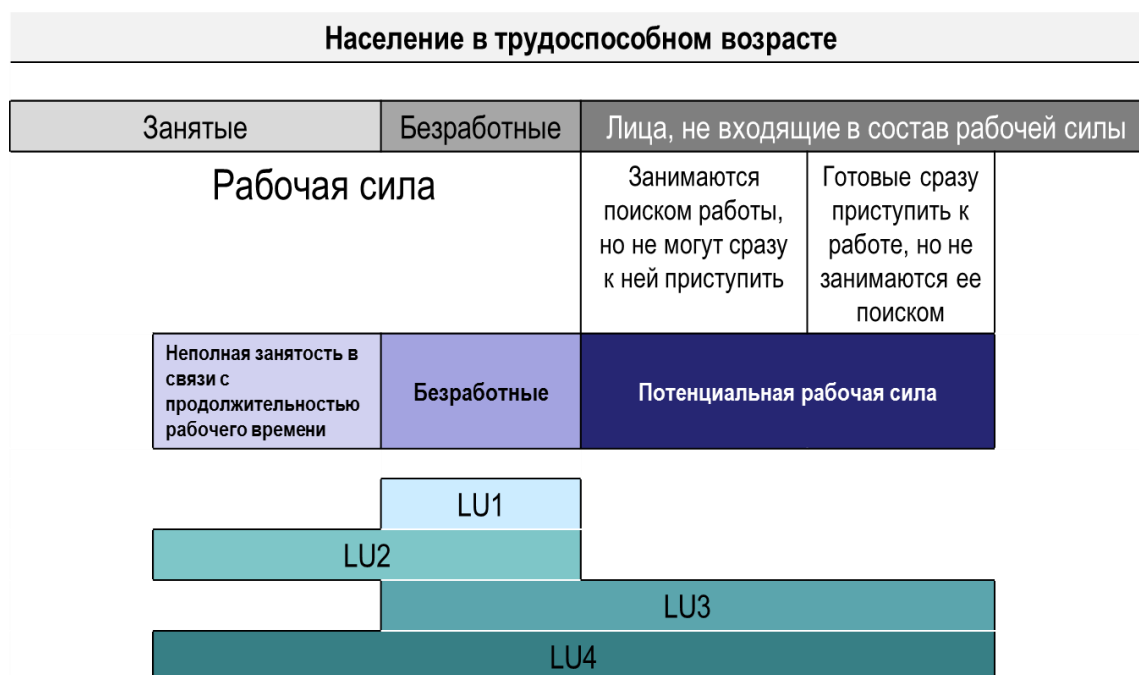 Население в трудоспособном возрасте
Занятые
Безработные
Лица, не входящие в состав рабочей силы
Рабочая сила
Занимаются
поиском работы,
но не могут сразу
к ней приступить
Готовые сразу
приступить к
работе, но не
занимаются ее
поиском
Неполная занятость в
связи с
продолжительностью
рабочего времени
Безработные
Потенциальная рабочая сила
LU1
LU2
LU3
LU4